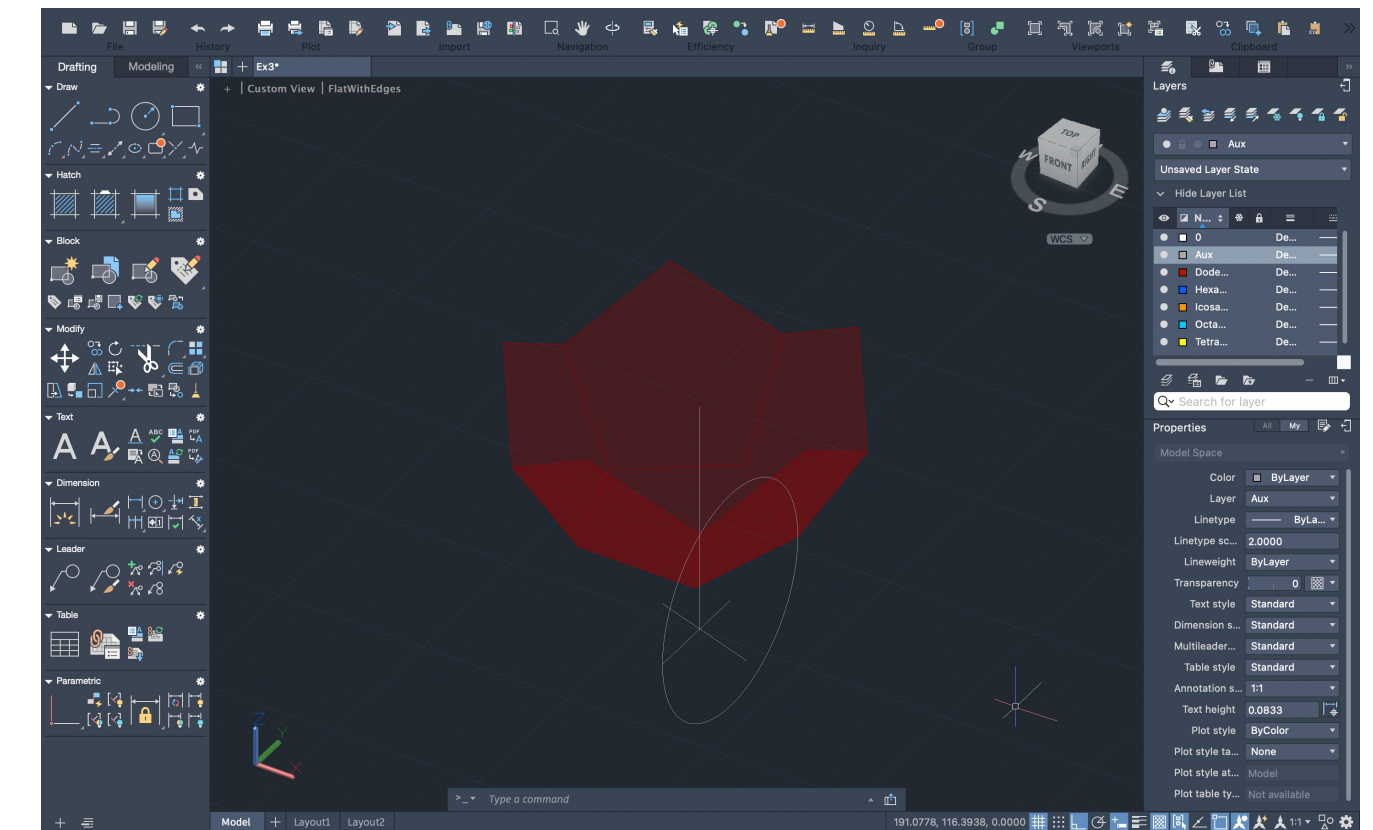 File
History
Plot
Import
Navigation
Efficiency
Inquiry
Group
Viewports
Clipboard
Drafting
Modeling
Ex3*
Draw
Hatch
Block
Modify
Text
A A A ABC PDF
Dimension
Leader
Table
Parametric
+ | Custom View | FlatWithEdges
TOP
FRONT
RIGHT
W
S
E
WCS
Z
Y
X
>_ Type a command
Model + Layout1 Layout2
191.0778, 116.3938, 0.0000
1:1
Layers
Aux
Unsaved Layer State
Hide Layer List
N...
0 De...
Aux De...
Dode... De...
Hexa... De...
Icosa... De...
Octa... De...
Tetra... De...
Search for layer
Properties All My
Model Space
Color ByLayer
Layer Aux
Linetype ByLa...
Linetype sc... 2.0000
Lineweight ByLayer
Transparency 0
Text style Standard
Dimension s... Standard
Multileader... Standard
Table style Standard
Annotation s... 1:1
Text height 0.0833
Plot style ByColor
Plot style ta... None
Plot style at... Model
Plot table ty... Not available